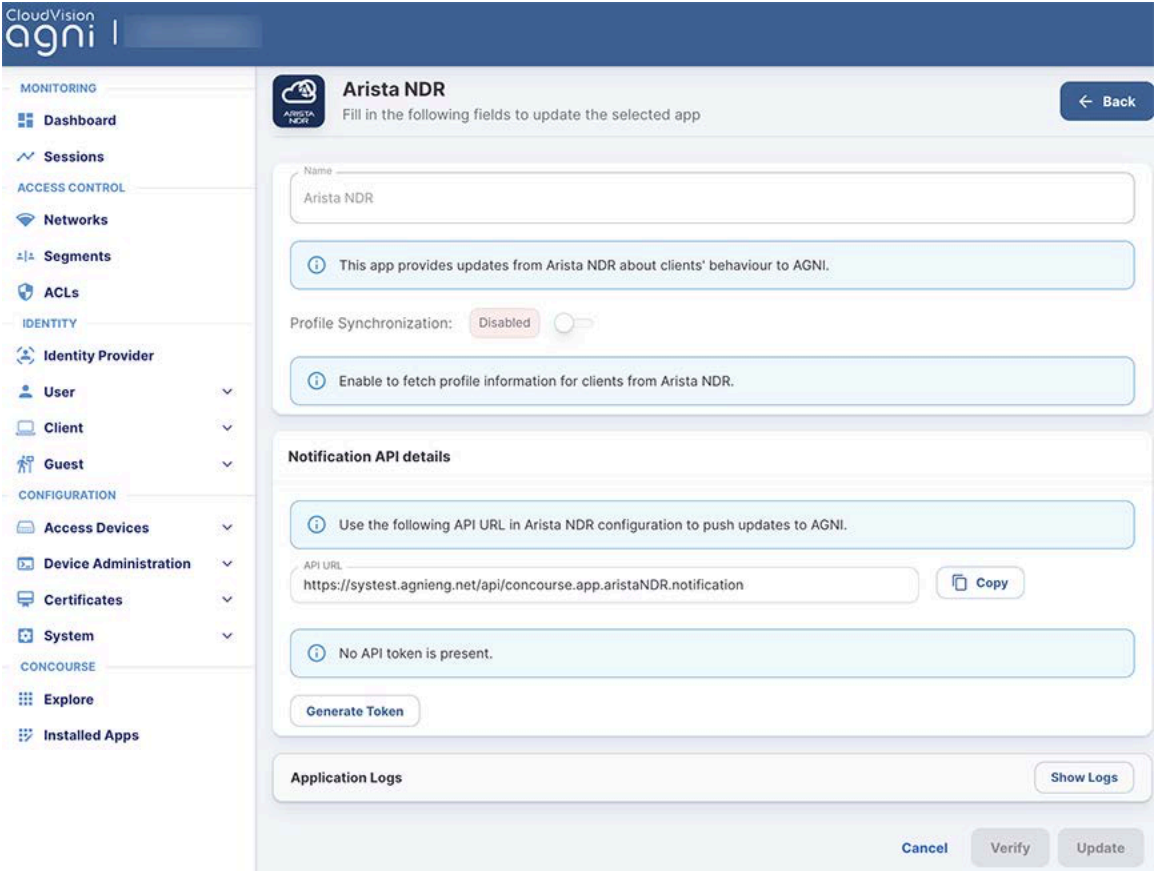 CloudVision
agni
MONITORING
Dashboard
Sessions
ACCESS CONTROL
Networks
Segments
ACLs
IDENTITY
Identity Provider
User
Client
Guest
CONFIGURATION
Access Devices
Device Administration
Certificates
System
CONCOURSE
Explore
Installed Apps
ARISTA
NDR
Arista NDR
Fill in the following fields to update the selected app
Back
Name
Arista NDR
This app provides updates from Arista NDR about clients' behaviour to AGNI.
Profile Synchronization: Disabled
Enable to fetch profile information for clients from Arista NDR.
Notification API details
Use the following API URL in Arista NDR configuration to push updates to AGNI.
API URL
https://systest.agnieng.net/api/concourse.app.aristaNDR.notification
Copy
No API token is present.
Generate Token
Application Logs
Show Logs
Cancel
Verify
Update